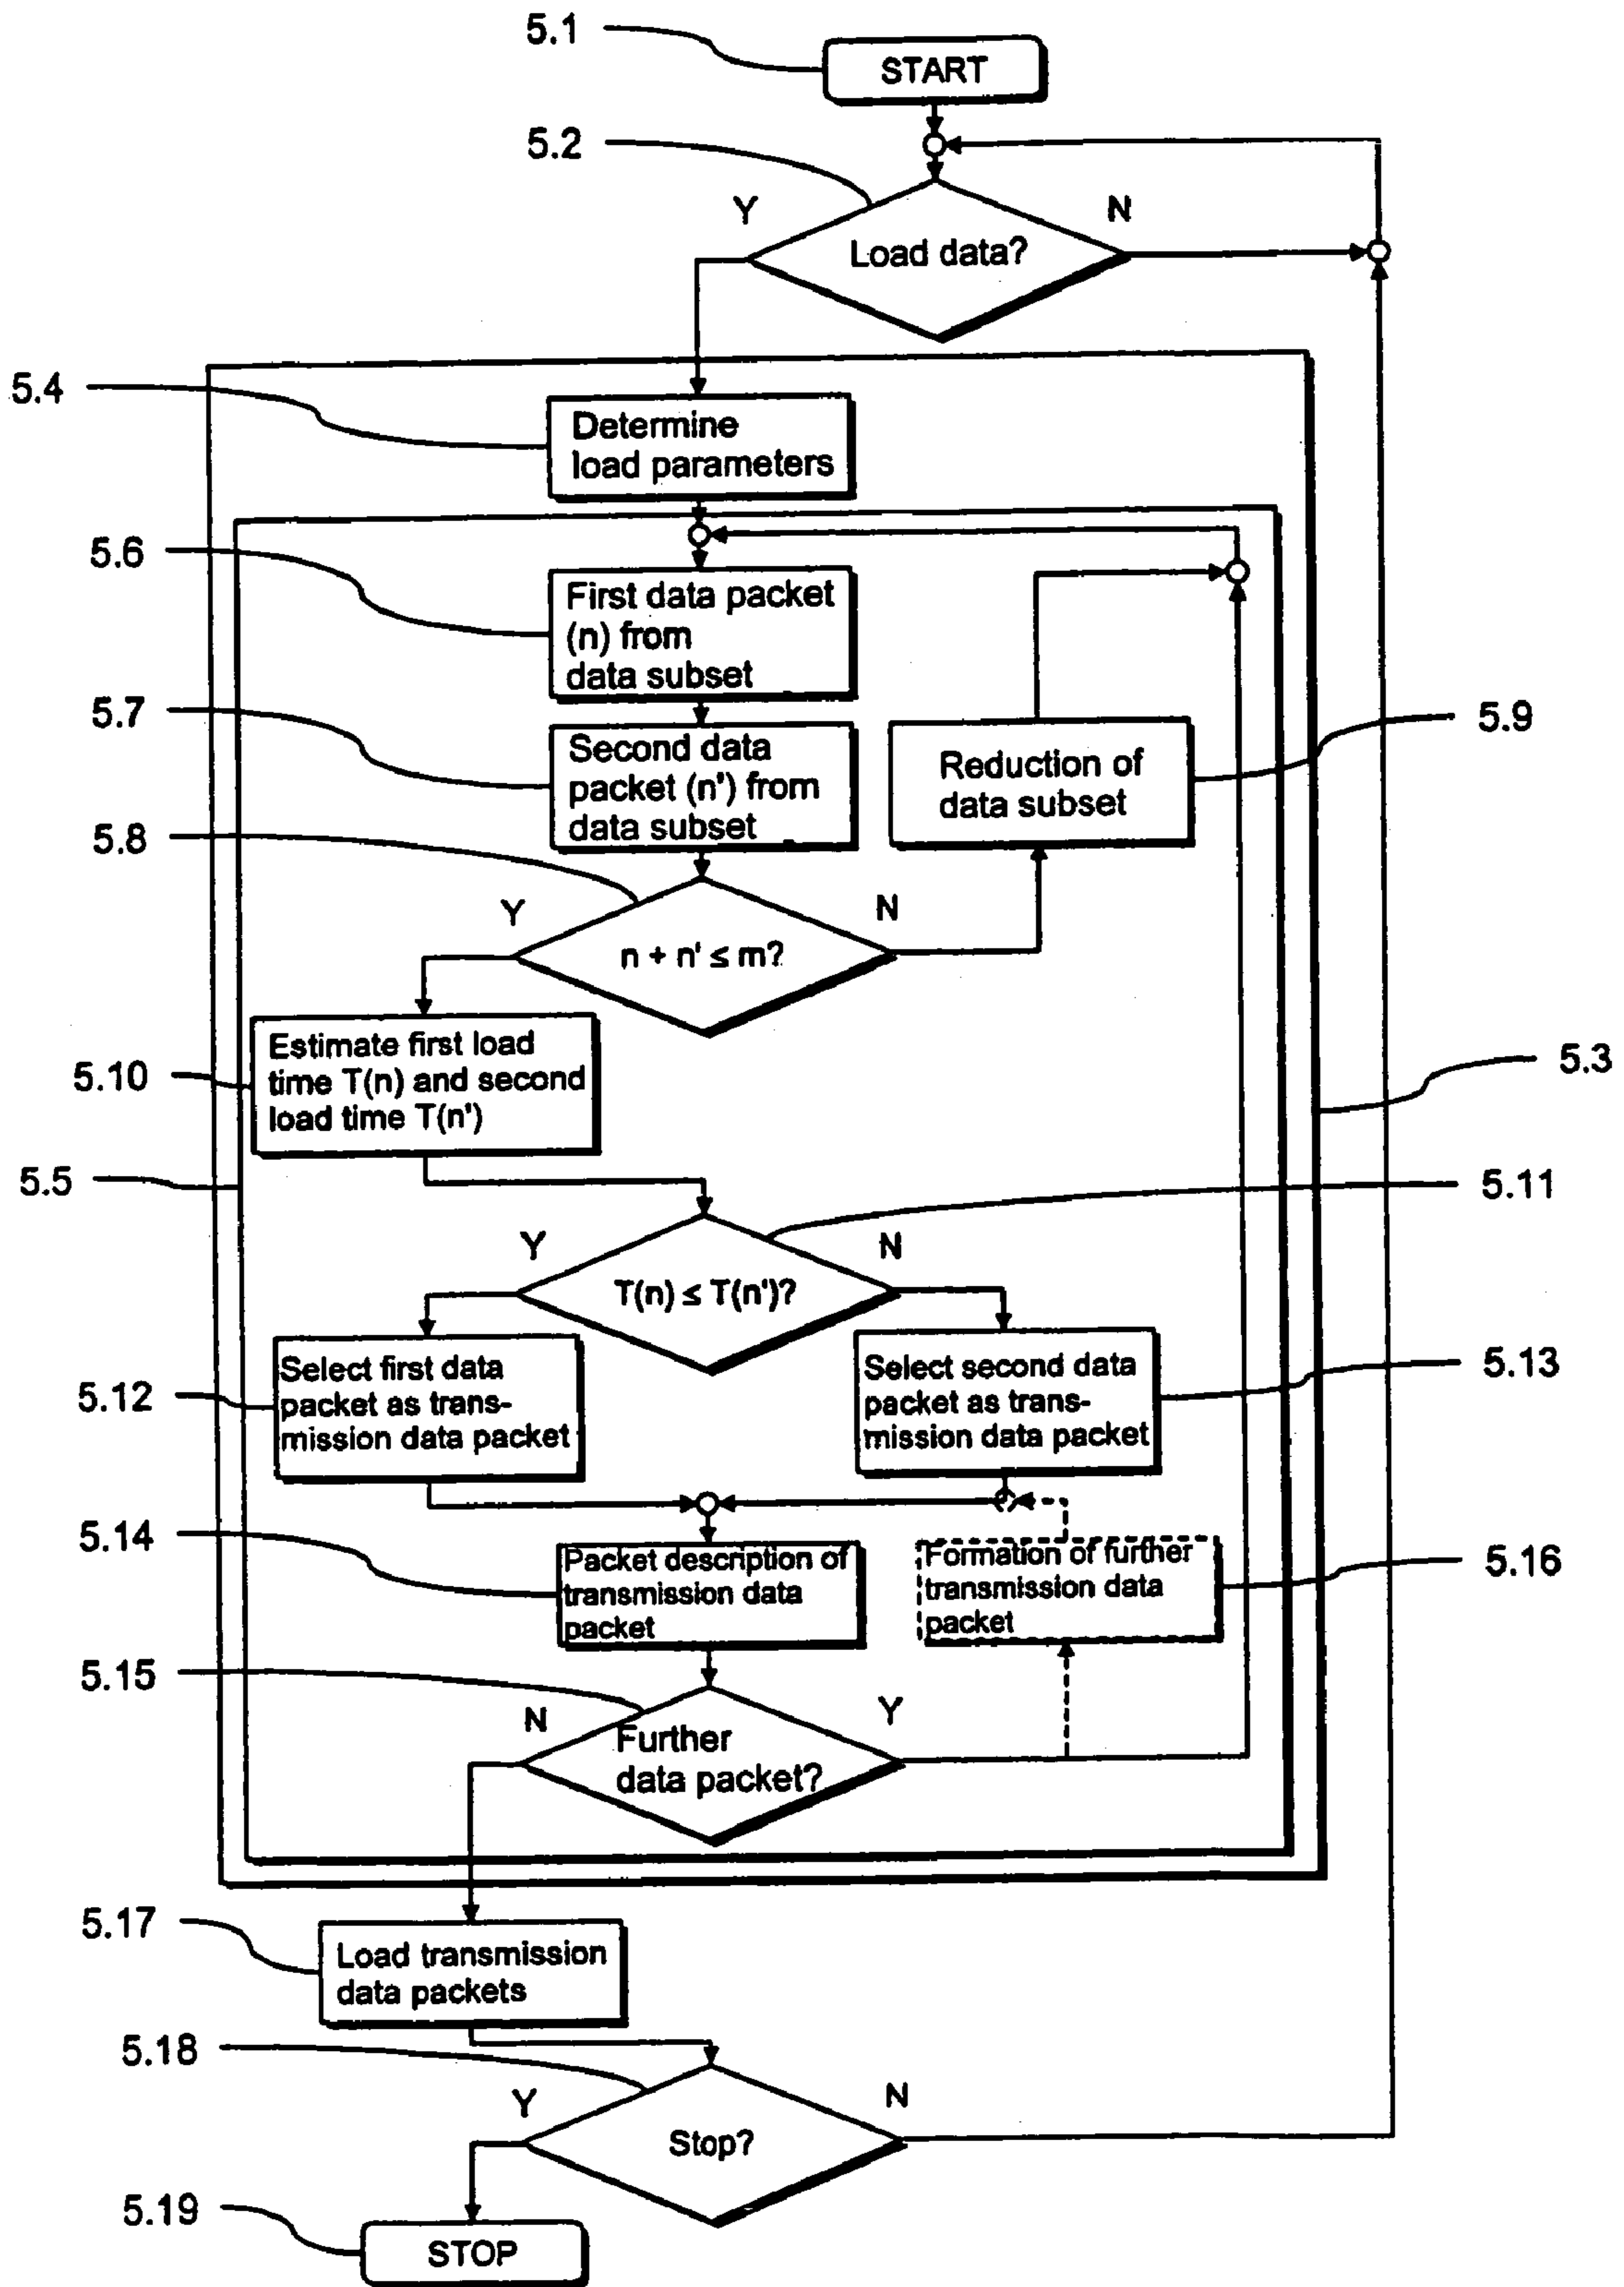 5.1
START
5.2
Y
N
Load data?
5.4
Determine
load parameters
5.6
First data packet
(n) from
data subset
5.7
Second data
packet (n') from
data subset
5.9
Reduction of
data subset
5.8
Y
N
n + n' ≤ m?
5.10
Estimate first load
time T(n) and second
load time T(n')
5.3
5.5
5.11
Y
N
T(n) ≤ T(n')?
5.12
Select first data
packet as trans-
mission data packet
Select second data
packet as trans-
mission data packet
5.13
5.14
Packet description of
transmission data
packet
Formation of further
transmission data
packet
5.16
5.15
N
Y
Further
data packet?
5.17
Load transmission
data packets
5.18
Y
N
Stop?
5.19
STOP